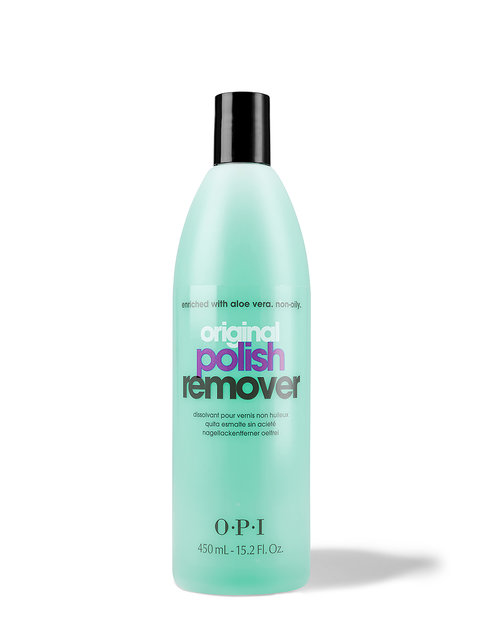 enriched with aloe vera. non-oily.
original
polish
remover
dissolvant pour vernis non huileux
quita esmalte sin acieté
nagellackentferner oelfrei
O·P·I
450 mL - 15.2 Fl. Oz.